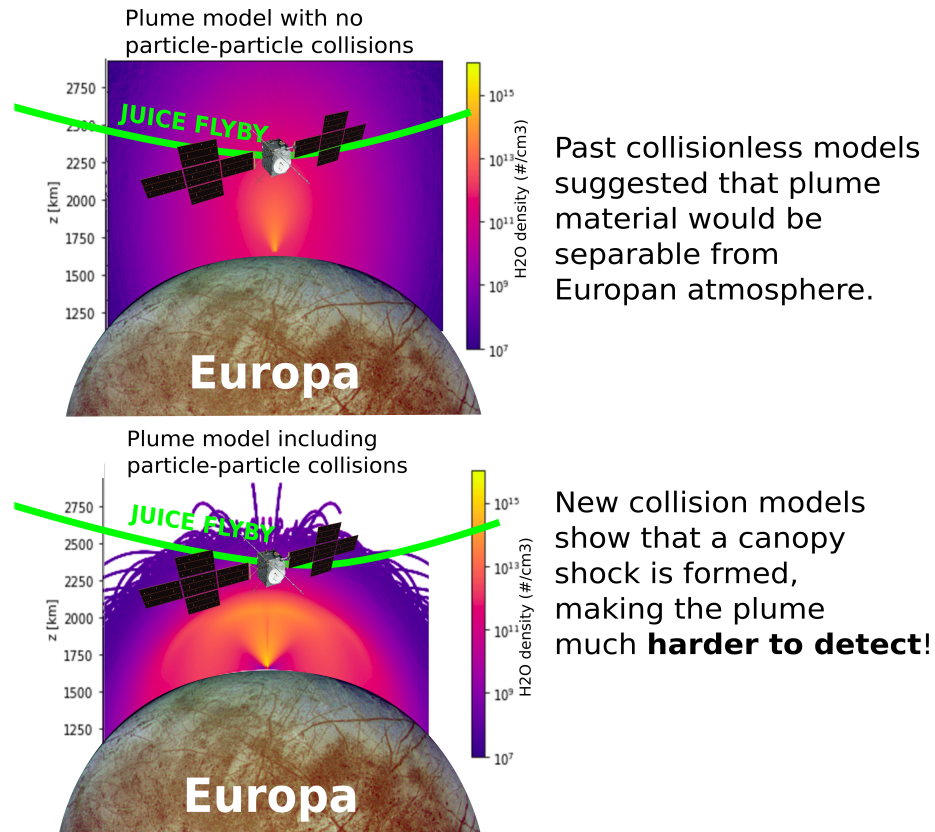 Plume model with no
particle-particle collisions
2750
2500
2250
2000
1750
1500
1250
z [km]
JUICE FLYBY
Europa
10¹⁵
10¹³
10¹¹
10⁹
10⁷
H2O density (#/cm3)
Past collisionless models
suggested that plume
material would be
separable from
Europan atmosphere.
Plume model including
particle-particle collisions
2750
2500
2250
2000
1750
1500
1250
z [km]
JUICE FLYBY
Europa
10¹⁵
10¹³
10¹¹
10⁹
10⁷
H2O density (#/cm3)
New collision models
show that a canopy
shock is formed,
making the plume
much harder to detect!